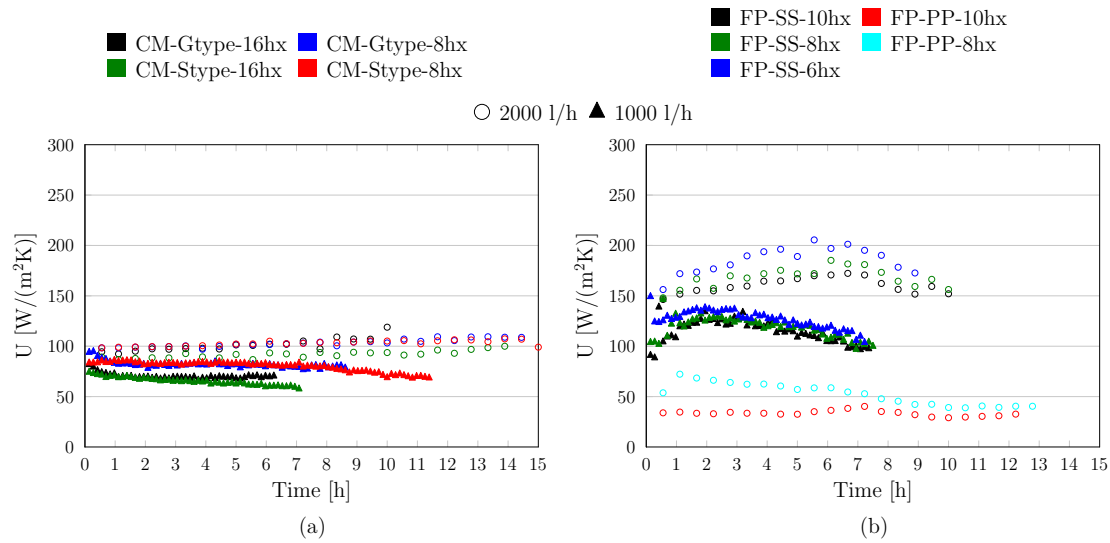 CM-Gtype-16hx CM-Gtype-8hx
CM-Stype-16hx CM-Stype-8hx
FP-SS-10hx FP-PP-10hx
FP-SS-8hx FP-PP-8hx
FP-SS-6hx
2000 l/h 1000 l/h
300
250
200
150
100
50
0
U [W/(m²K)]
0 1 2 3 4 5 6 7 8 9 10 11 12 13 14 15
Time [h]
(a)
300
250
200
150
100
50
0
U [W/(m²K)]
0 1 2 3 4 5 6 7 8 9 10 11 12 13 14 15
Time [h]
(b)